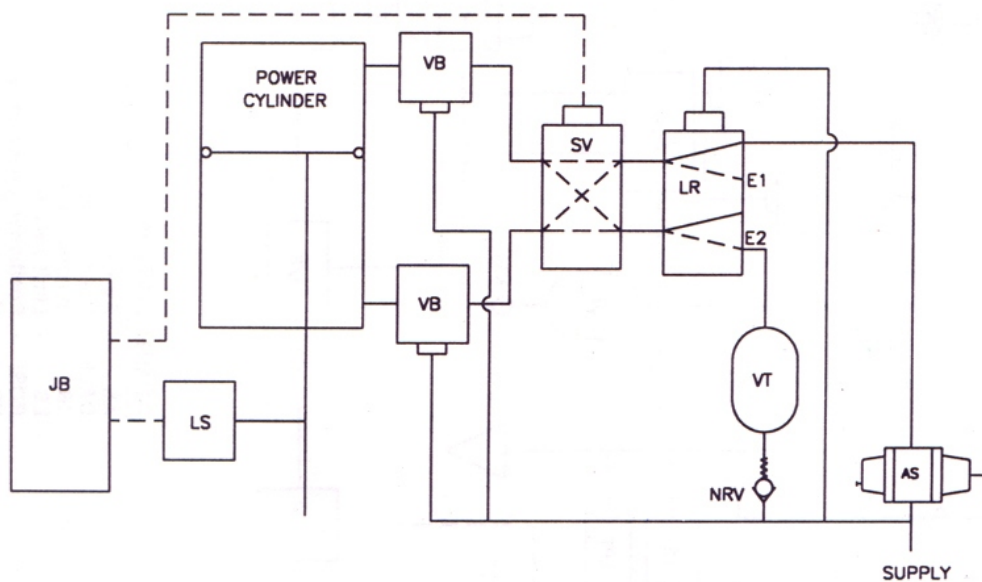 POWER
CYLINDER
VB
SV
LR
E1
E2
VB
JB
LS
VT
NRV
AS
SUPPLY